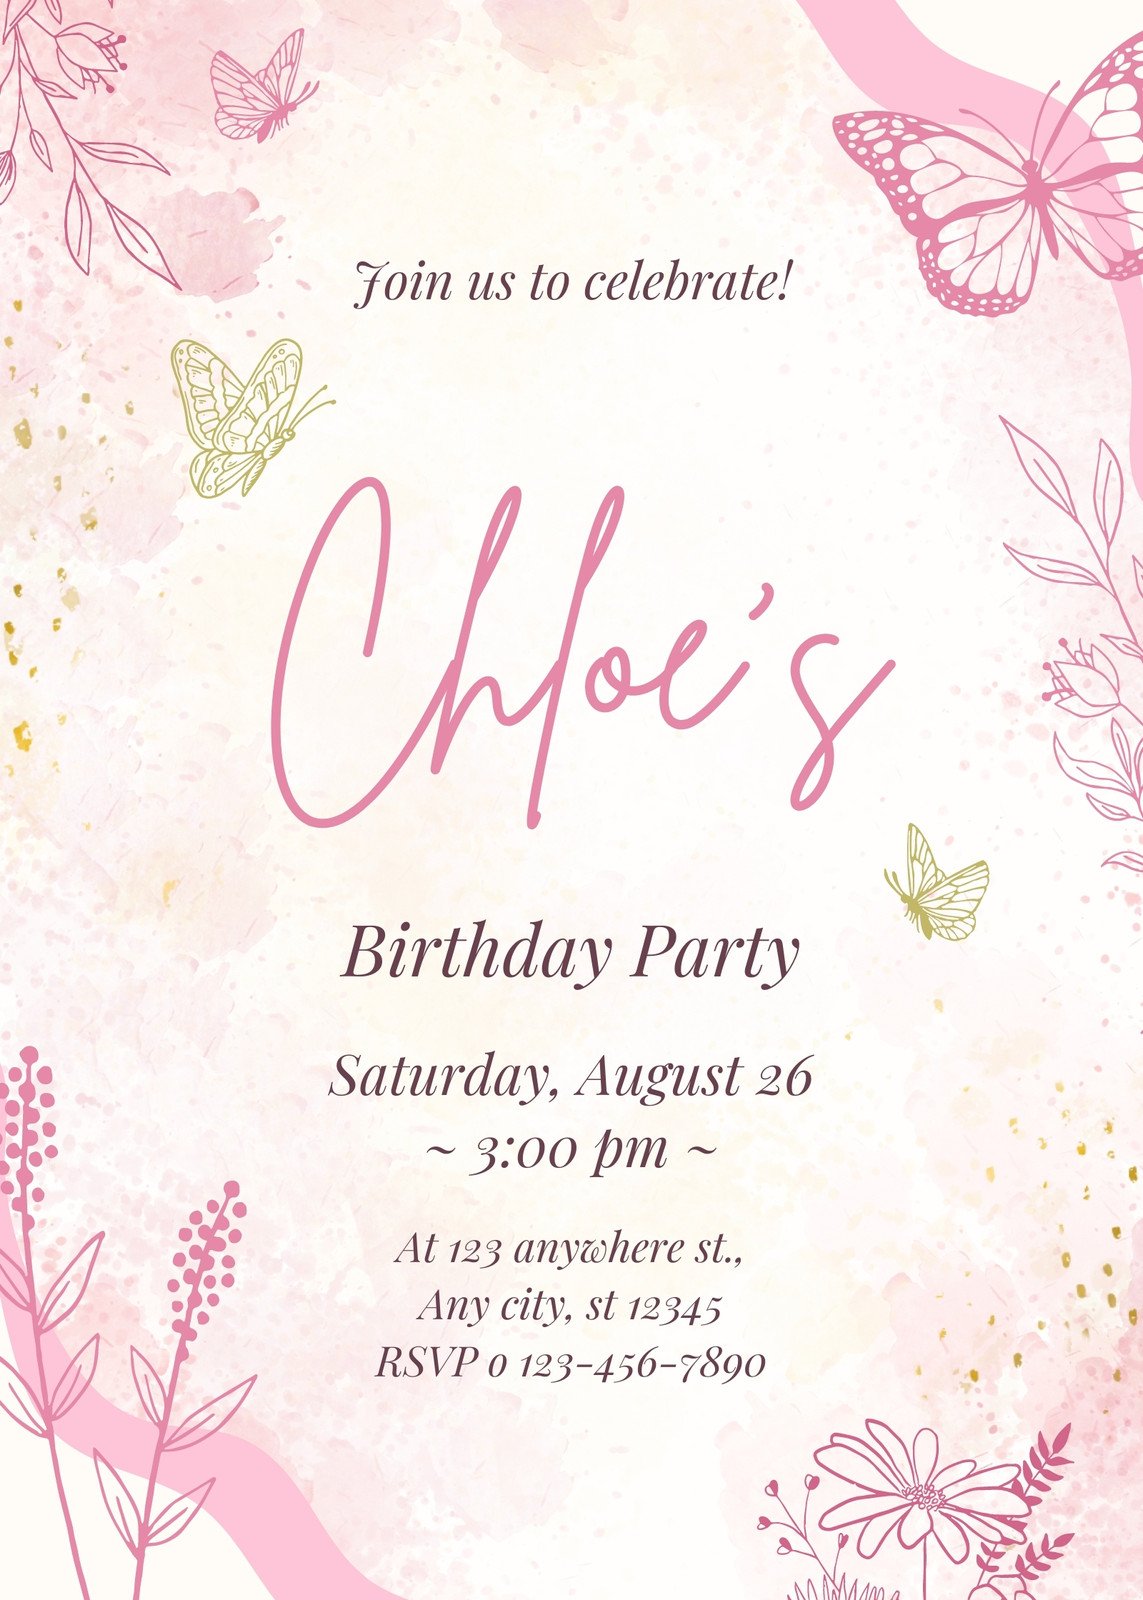 Join us to celebrate!
Chloe's
Birthday Party
Saturday, August 26
~ 3:00 pm ~
At 123 anywhere st.,
Any city, st 12345
RSVP 0 123-456-7890